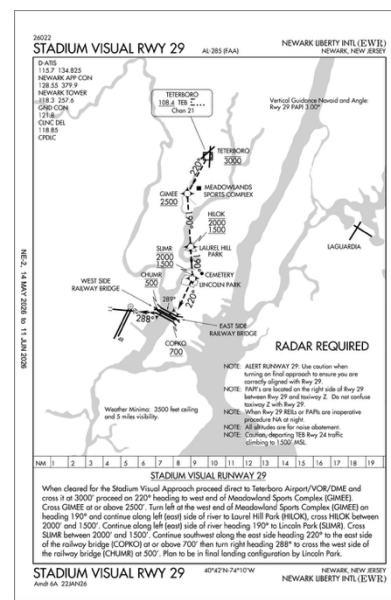 26022
STADIUM VISUAL RWY 29
AL-285 (FAA)
NEWARK LIBERTY INTL (EWR)
NEWARK, NEW JERSEY
D-ATIS
115.7 134.825
NEWARK APP CON
128.55 379.9
NEWARK TOWER
118.3 257.6
GND CON
121.8
CLNC DEL
118.85
CPDLC
TETERBORO
108.4 TEB
Chan 21
Vertical Guidance Navaid and Angle:
Rwy 29 PAPI 3.00°
TETERBORO
3000
220°
MEADOWLANDS
SPORTS COMPLEX
GIMEE
2500
190°
HILOK
2000
1500
LAUREL HILL
PARK
LAGUARDIA
SLIMR
2000
1500
190°
CEMETERY
LINCOLN PARK
CHUMR
500
WEST SIDE
RAILWAY BRIDGE
289°
220°
288°
EAST SIDE
RAILWAY BRIDGE
COPKO
700
RADAR REQUIRED
NOTE: ALERT RUNWAY 29: Use caution when
turning on final approach to ensure you are
correctly aligned with Rwy 29.
NOTE: PAPI's are located on the right side of Rwy 29
between Rwy 29 and taxiway Z. Do not confuse
taxiway Z with Rwy 29.
NOTE: When Rwy 29 REILs or PAPIs are inoperative
procedure NA at night.
NOTE: All altitudes are for noise abatement.
NOTE: Caution, departing TEB Rwy 24 traffic
climbing to 1500' MSL.
Weather Minima: 3500 feet ceiling
and 5 miles visibility.
NE-2, 14 MAY 2026 to 11 JUN 2026
NM 1 2 3 4 5 6 7 8 9 10 11 12 13 14 15 16 17 18 19
STADIUM VISUAL RUNWAY 29
When cleared for the Stadium Visual Approach proceed direct to Teterboro Airport/VOR/DME and
cross it at 3000' proceed on 220° heading to west end of Meadowland Sports Complex (GIMEE).
Cross GIMEE at or above 2500'. Turn left at the west end of Meadowland Sports Complex (GIMEE) on
heading 190° and continue along left (east) side of river to Laurel Hill Park (HILOK), cross HILOK between
2000' and 1500'. Continue along left (east) side of river heading 190° to Lincoln Park (SLIMR). Cross
SLIMR between 2000' and 1500'. Continue southwest along the east side heading 220° to the east side
of the railway bridge (COPKO) at or above 700' then turn right heading 288° to cross the west side of
the railway bridge (CHUMR) at 500'. Plan to be in final landing configuration by Lincoln Park.
STADIUM VISUAL RWY 29
Amdt 6A 22JAN26
40°42'N-74°10'W
NEWARK, NEW JERSEY
NEWARK LIBERTY INTL (EWR)